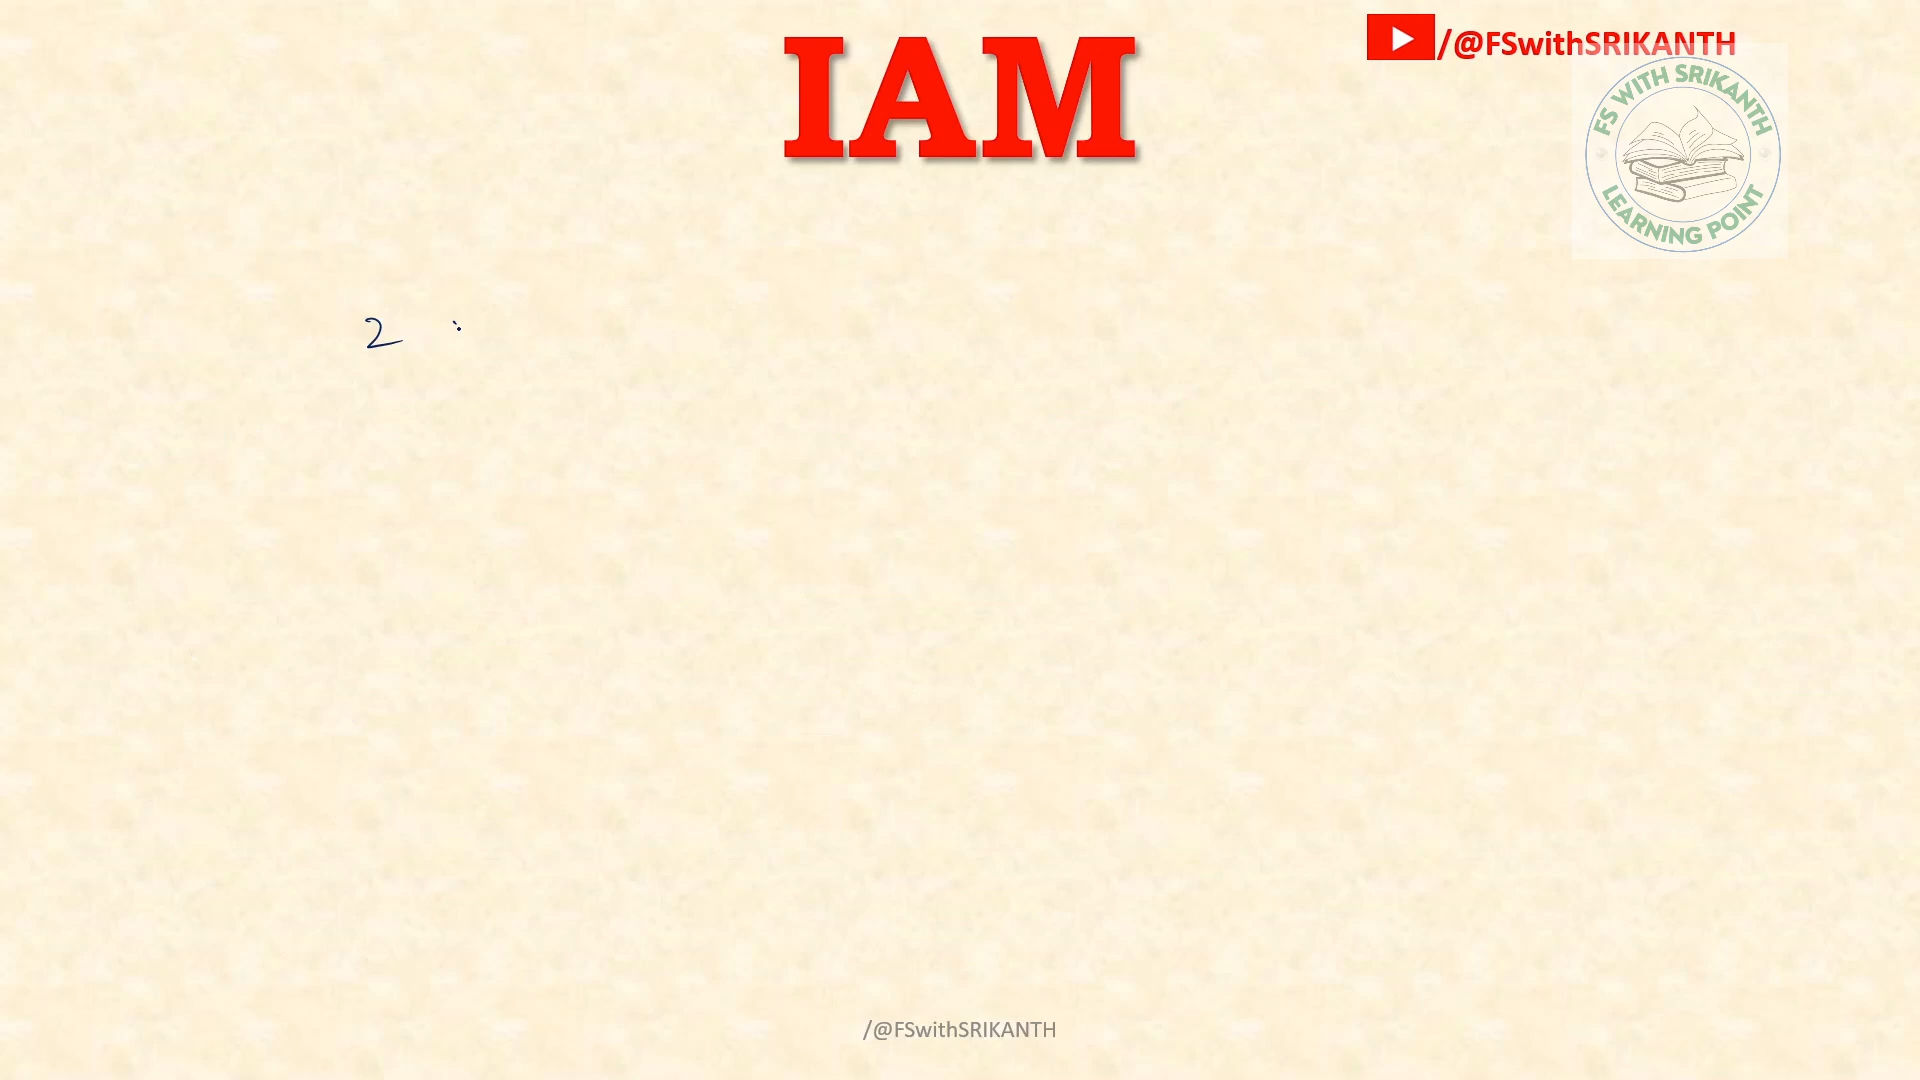 IAM
/@FSwithSRIKANTH
FS WITH SRIKANTH
LEARNING POINT
2
/@FSwithSRIKANTH